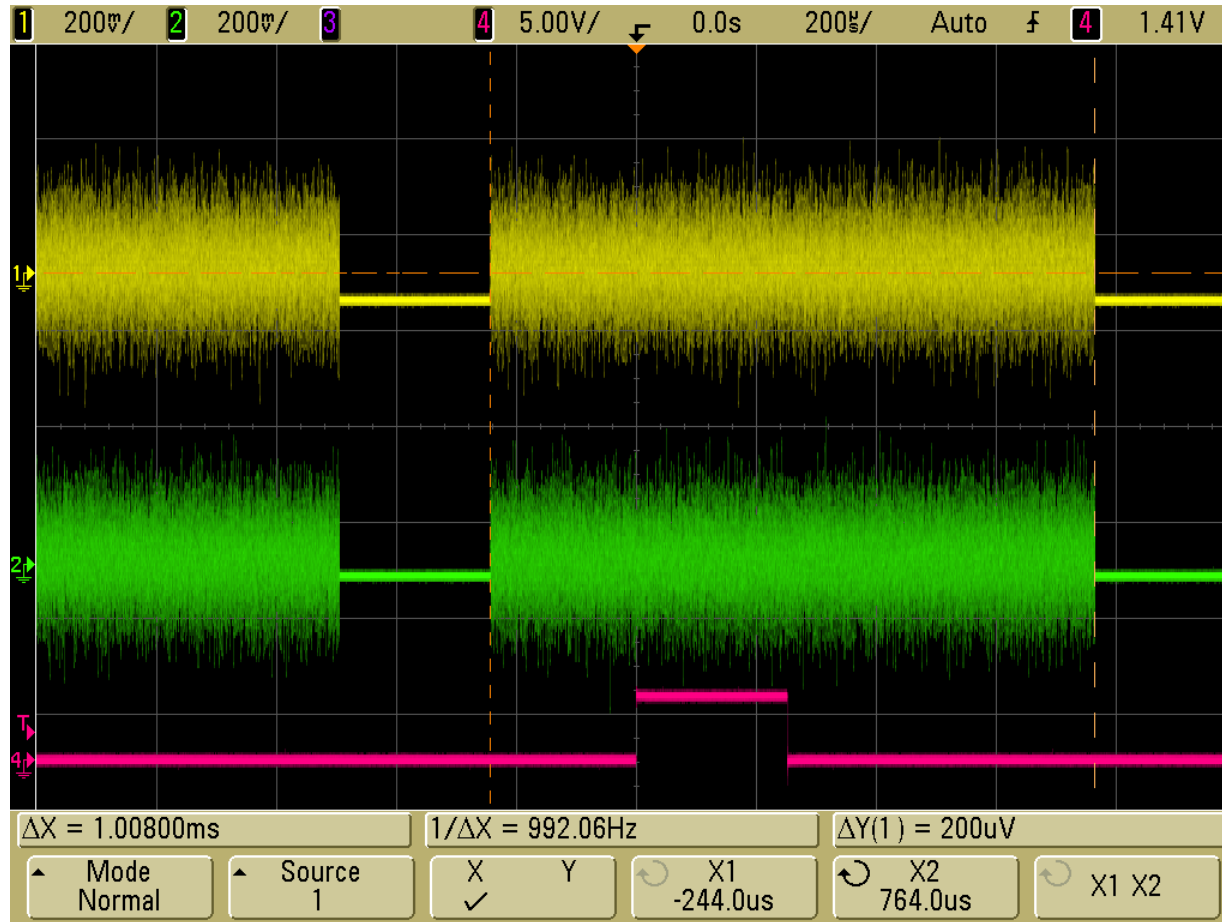 1 200mV/ 2 200mV/ 3 4 5.00V/ 0.0s 200us/ Auto 4 1.41V
1
2
T
4
ΔX = 1.00800ms 1/ΔX = 992.06Hz ΔY(1) = 200uV
Mode Source X Y X1 X2 X1 X2
Normal 1 ✓ -244.0us 764.0us